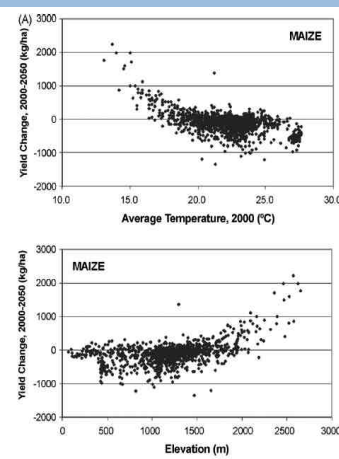 (A)
MAIZE
Yield Change, 2000-2050 (kg/ha)
3000
2000
1000
0
-1000
-2000
10.0 15.0 20.0 25.0 30.0
Average Temperature, 2000 (ºC)
MAIZE
Yield Change, 2000-2050 (kg/ha)
3000
2000
1000
0
-1000
-2000
0 500 1000 1500 2000 2500 3000
Elevation (m)